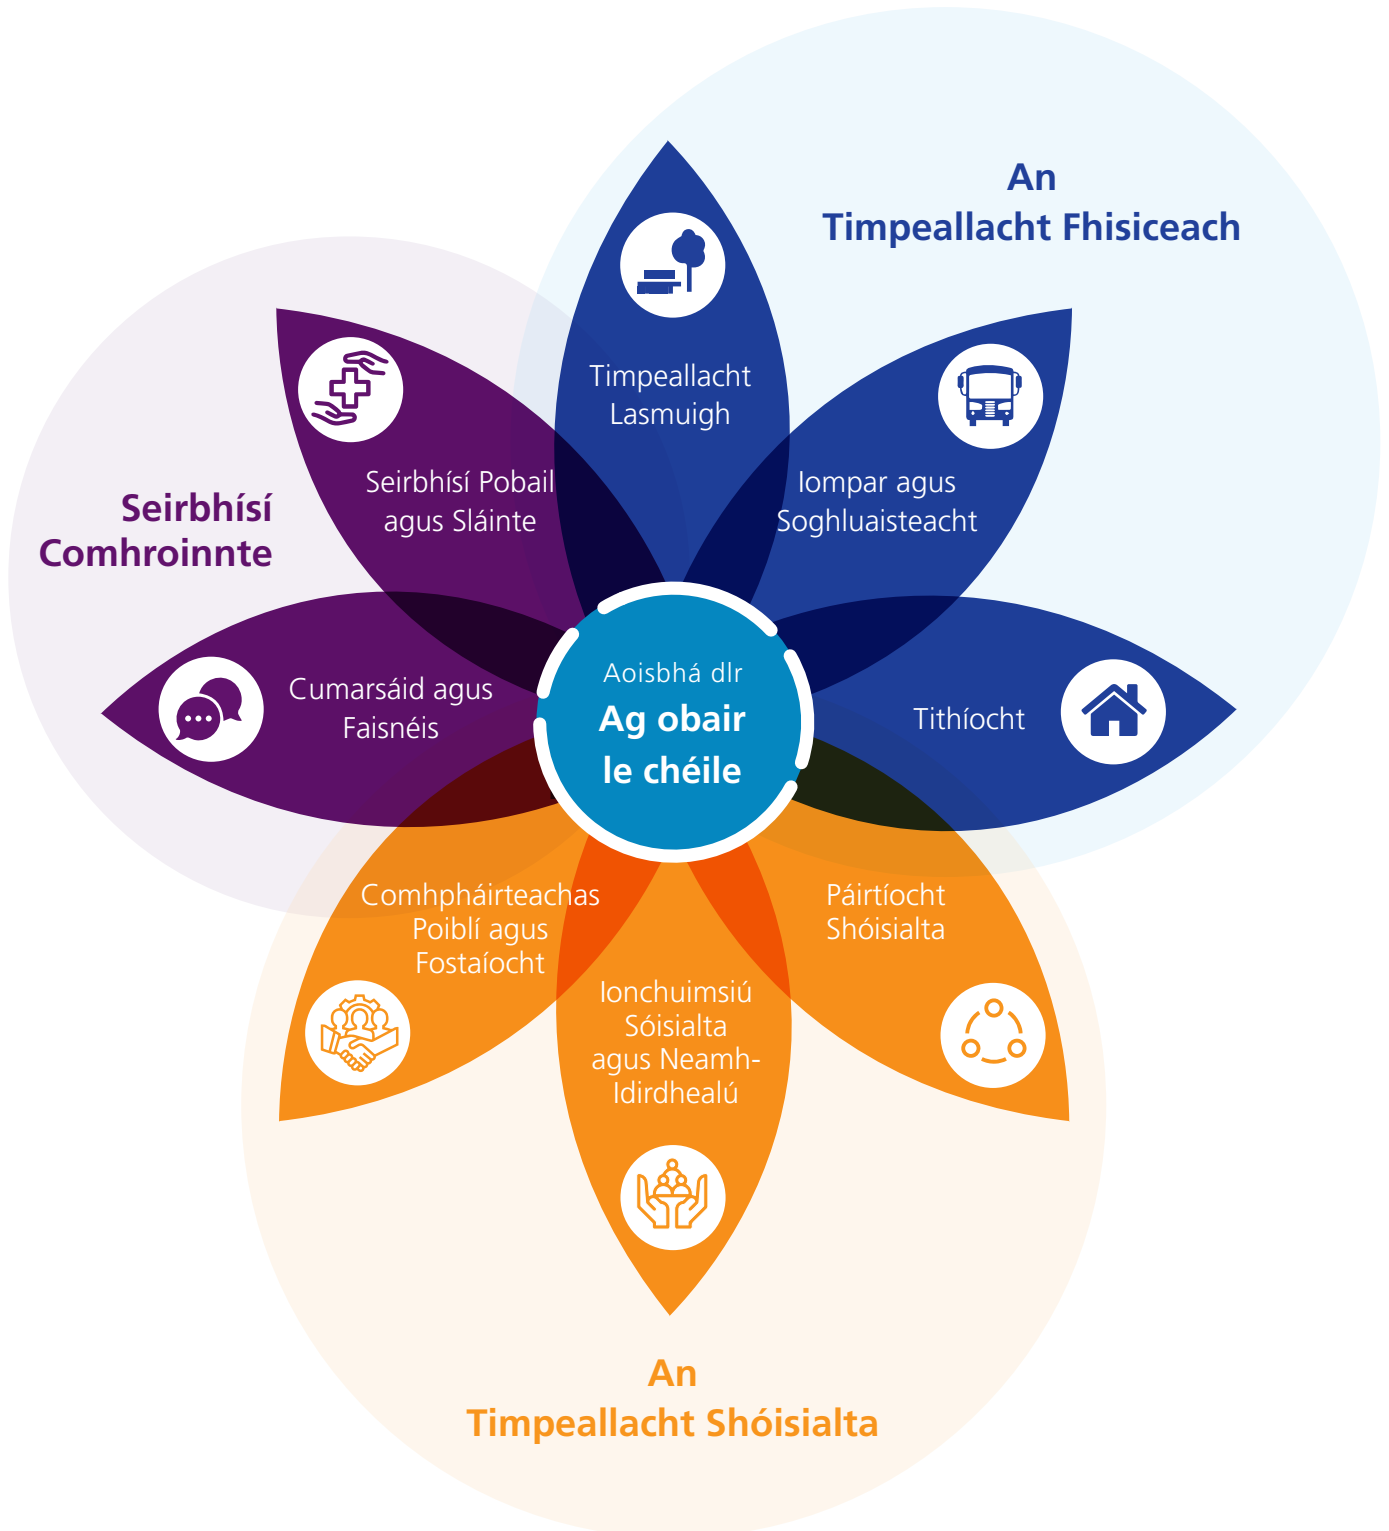 An
Timpeallacht Fhisiceach
Timpeallacht
Lasmuigh
Iompar agus
Soghluaisteacht
Tithíocht
Seirbhísí
Comhroinnte
Seirbhísí Pobail
agus Sláinte
Cumarsáid agus
Faisnéis
Aoisbhá dlr
Ag obair
le chéile
Comhpháirteachas
Poiblí agus
Fostaíocht
Ionchuimsiú
Sóisialta
agus Neamh-
Idirdhealú
Páirtíocht
Shóisialta
An
Timpeallacht Shóisialta